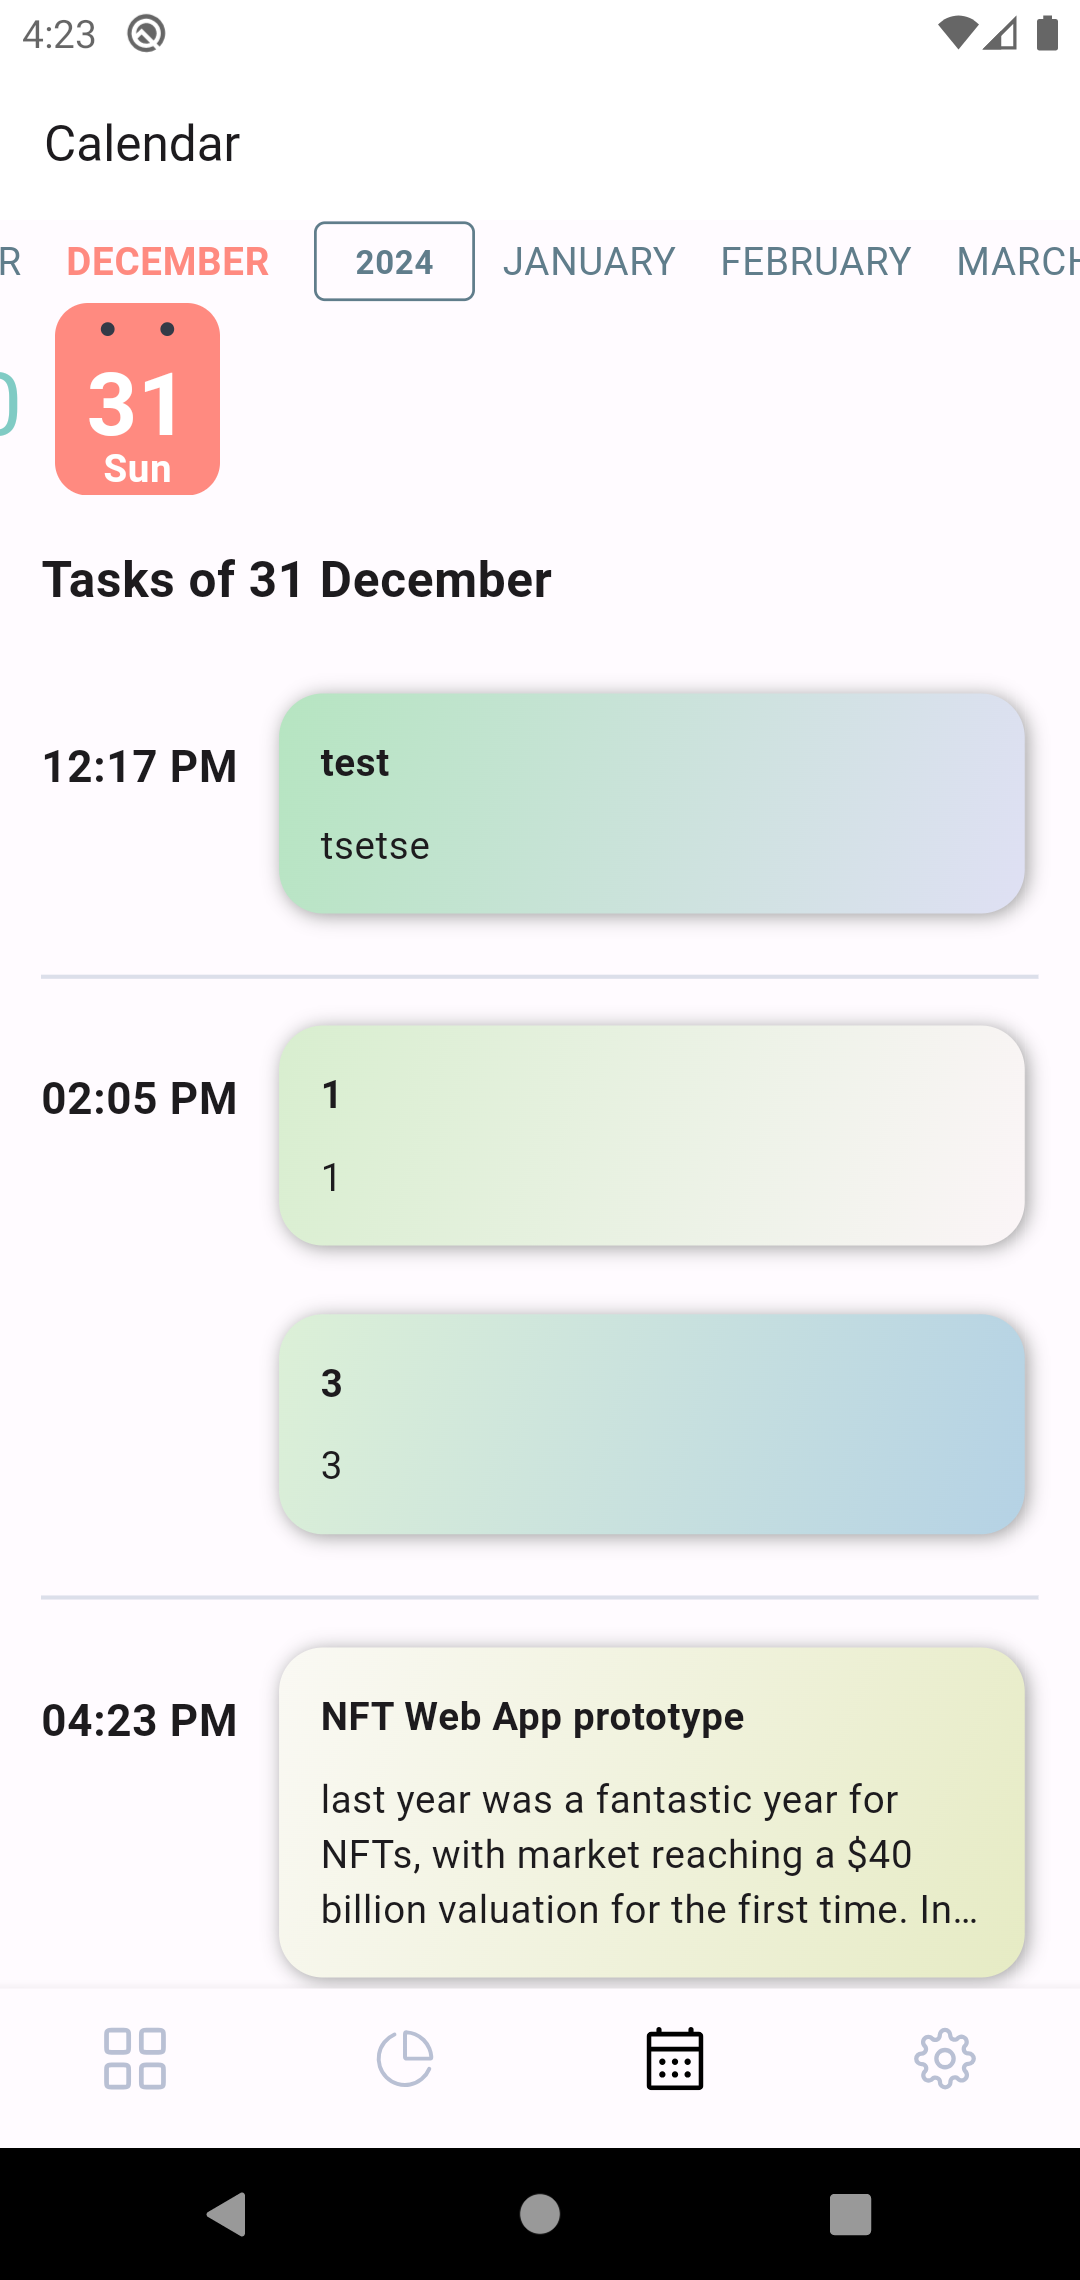 4:23
Calendar
R DECEMBER 2024 JANUARY FEBRUARY MARCH
0 31
Sun
Tasks of 31 December
12:17 PM
test
tsetse
02:05 PM
1
1
3
3
04:23 PM
NFT Web App prototype
last year was a fantastic year for
NFTs, with market reaching a $40
billion valuation for the first time. In…